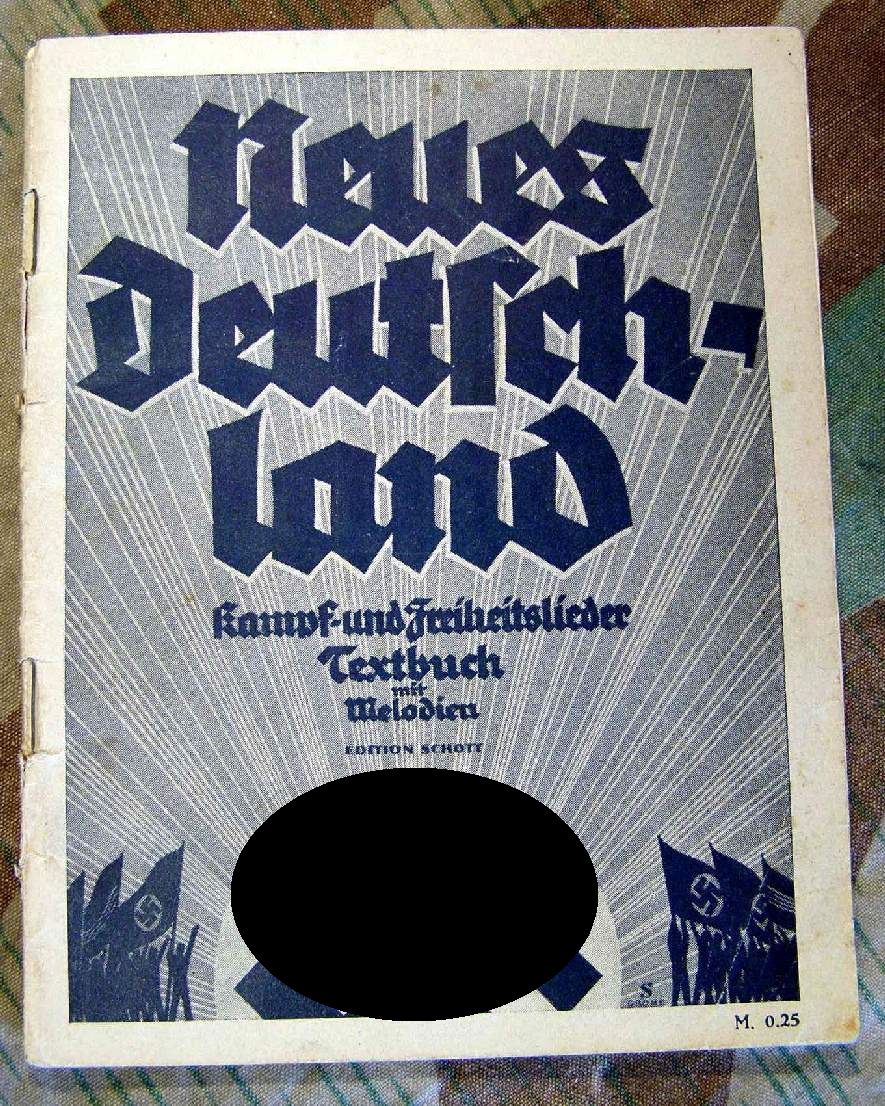 Neues
Deutsch-
land
Kampf- und Freiheitslieder
Textbuch
mit
Melodien
EDITION SCHOTT
S
M. 0.25